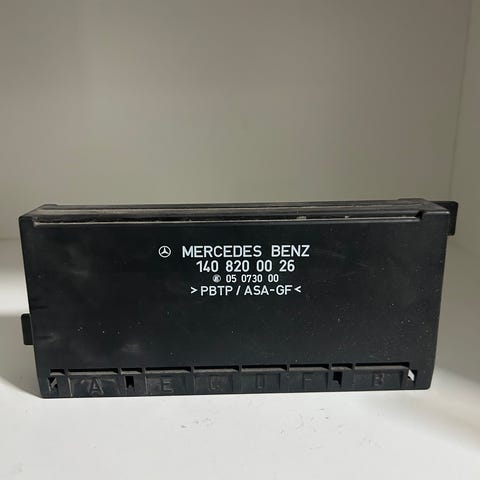 MERCEDES BENZ
140 820 00 26
05 0730 00
>PBTP/ASA-GF<
A E C D F B